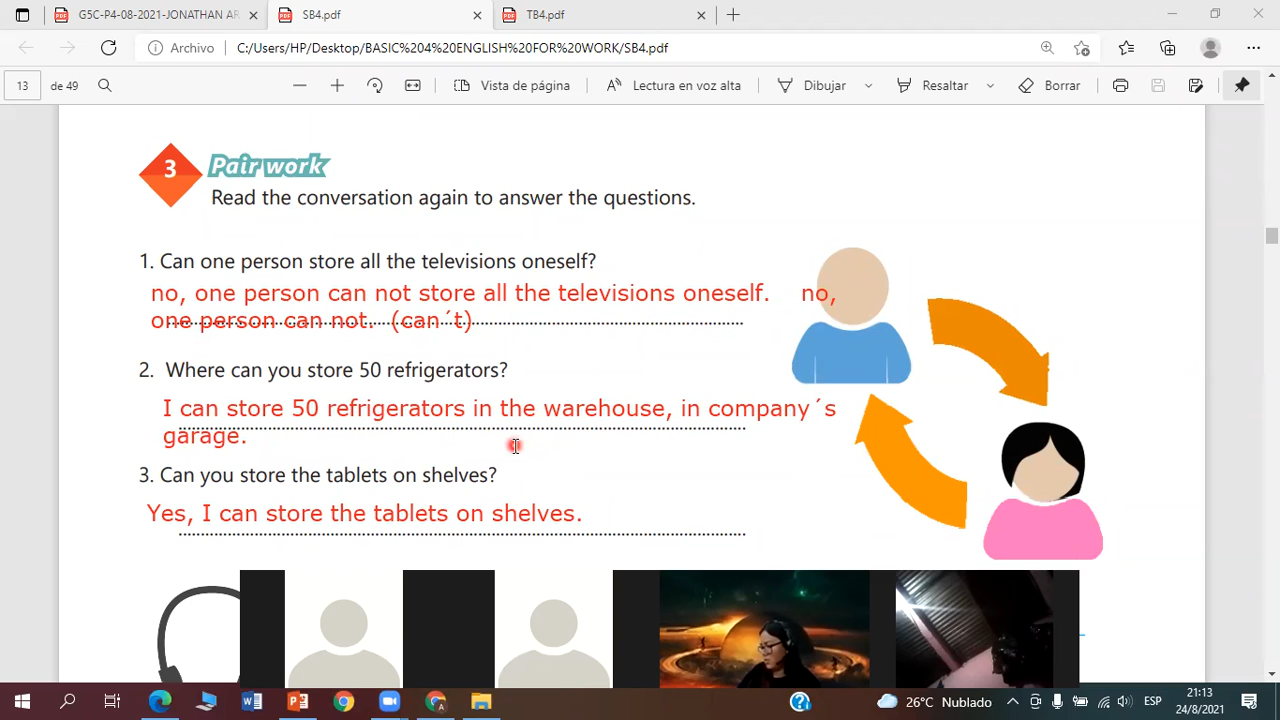 G5C-P4-08-2021-JONATHAN AR
SB4.pdf
TB4.pdf
Archivo
C:/Users/HP/Desktop/BASIC%204%20ENGLISH%20FOR%20WORK/SB4.pdf
13
de 49
Vista de página
Lectura en voz alta
Dibujar
Resaltar
Borrar
3
Pair work
Read the conversation again to answer the questions.
1. Can one person store all the televisions oneself?
no, one person can not store all the televisions oneself. no,
one person can not. (can´t)
2. Where can you store 50 refrigerators?
I can store 50 refrigerators in the warehouse, in company´s
garage.
3. Can you store the tablets on shelves?
Yes, I can store the tablets on shelves.
26°C Nublado
ESP
21:13
24/8/2021